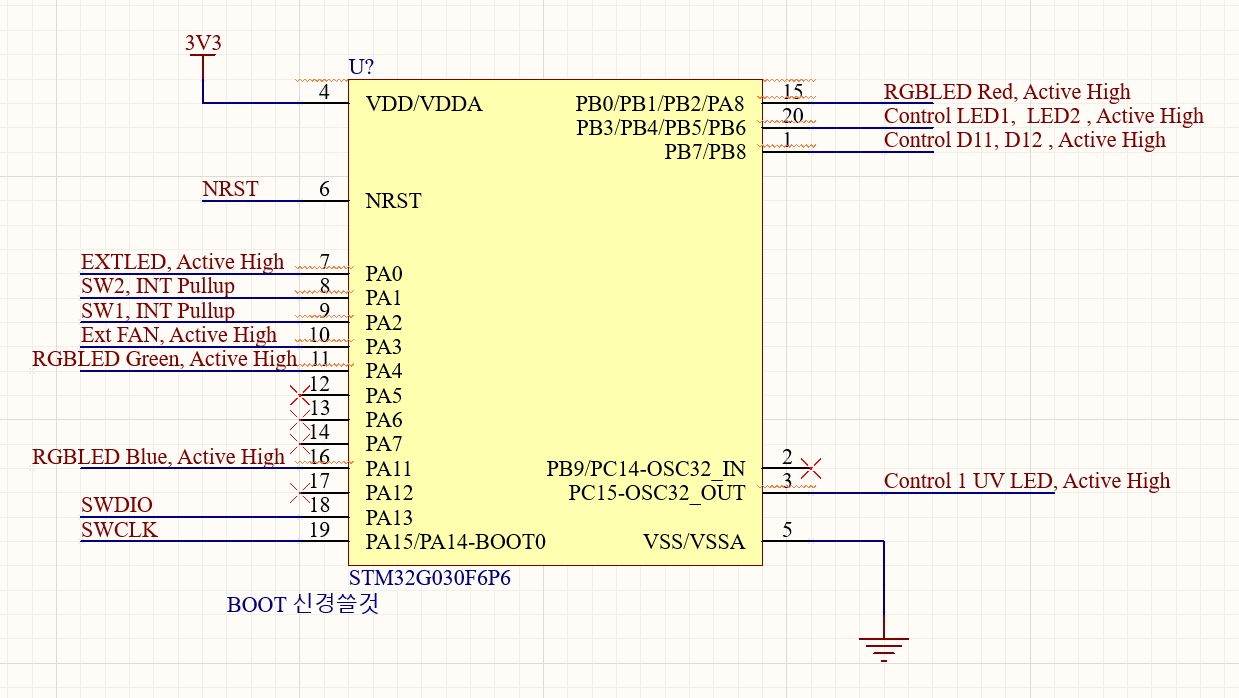 3V3
U?
4 VDD/VDDA
PB0/PB1/PB2/PA8 15 RGBLED Red, Active High
PB3/PB4/PB5/PB6 20 Control LED1, LED2 , Active High
PB7/PB8 1 Control D11, D12 , Active High
NRST 6 NRST
EXTLED, Active High 7 PA0
SW2, INT Pullup 8 PA1
SW1, INT Pullup 9 PA2
Ext FAN, Active High 10 PA3
RGBLED Green, Active High 11 PA4
12 PA5
13 PA6
14 PA7
RGBLED Blue, Active High 16 PA11
PB9/PC14-OSC32_IN 2
17 PA12
PC15-OSC32_OUT 3 Control 1 UV LED, Active High
SWDIO 18 PA13
SWCLK 19 PA15/PA14-BOOT0
VSS/VSSA 5
STM32G030F6P6
BOOT 신경쓸것